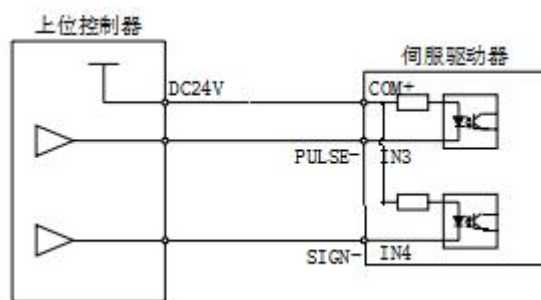 上位控制器
伺服驱动器
DC24V
COM+
PULSE-
IN3
SIGN-
IN4